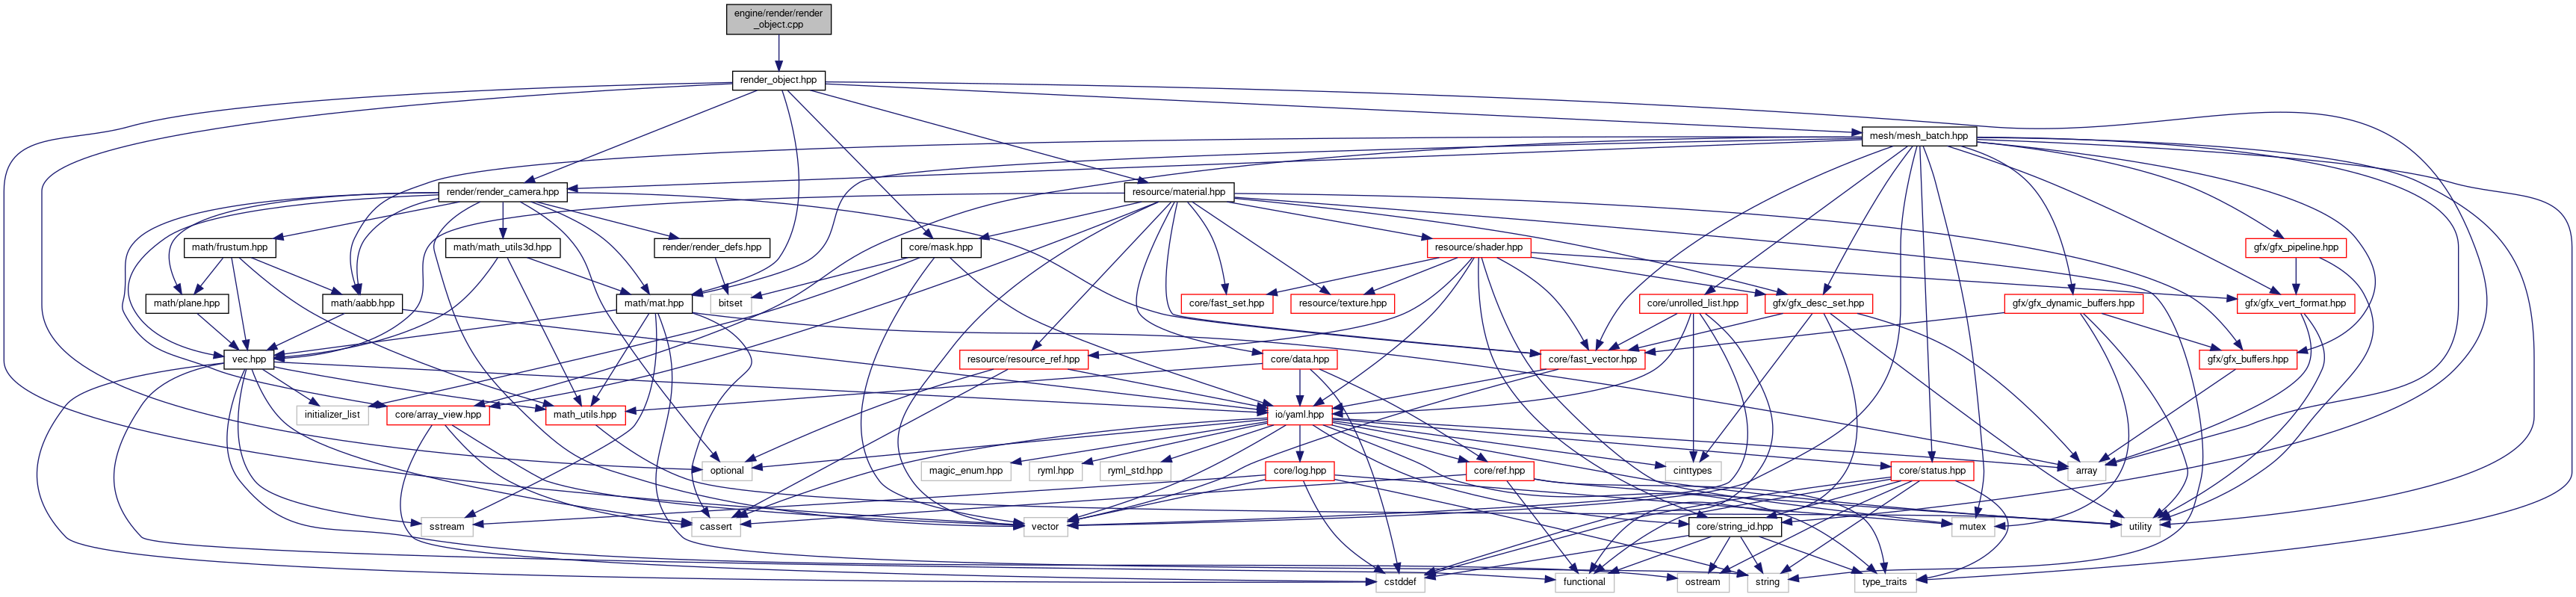 engine/render/render
_object.cpp
render_object.hpp
mesh/mesh_batch.hpp
render/render_camera.hpp
resource/material.hpp
math/frustum.hpp
math/math_utils3d.hpp
render/render_defs.hpp
core/mask.hpp
resource/shader.hpp
gfx/gfx_pipeline.hpp
math/plane.hpp
math/aabb.hpp
math/mat.hpp
bitset
core/fast_set.hpp
resource/texture.hpp
core/unrolled_list.hpp
gfx/gfx_desc_set.hpp
gfx/gfx_dynamic_buffers.hpp
gfx/gfx_vert_format.hpp
vec.hpp
resource/resource_ref.hpp
core/data.hpp
core/fast_vector.hpp
gfx/gfx_buffers.hpp
initializer_list
core/array_view.hpp
math_utils.hpp
io/yaml.hpp
optional
magic_enum.hpp
ryml.hpp
ryml_std.hpp
core/log.hpp
core/ref.hpp
cinttypes
core/status.hpp
array
sstream
cassert
vector
core/string_id.hpp
mutex
utility
cstddef
functional
ostream
string
type_traits